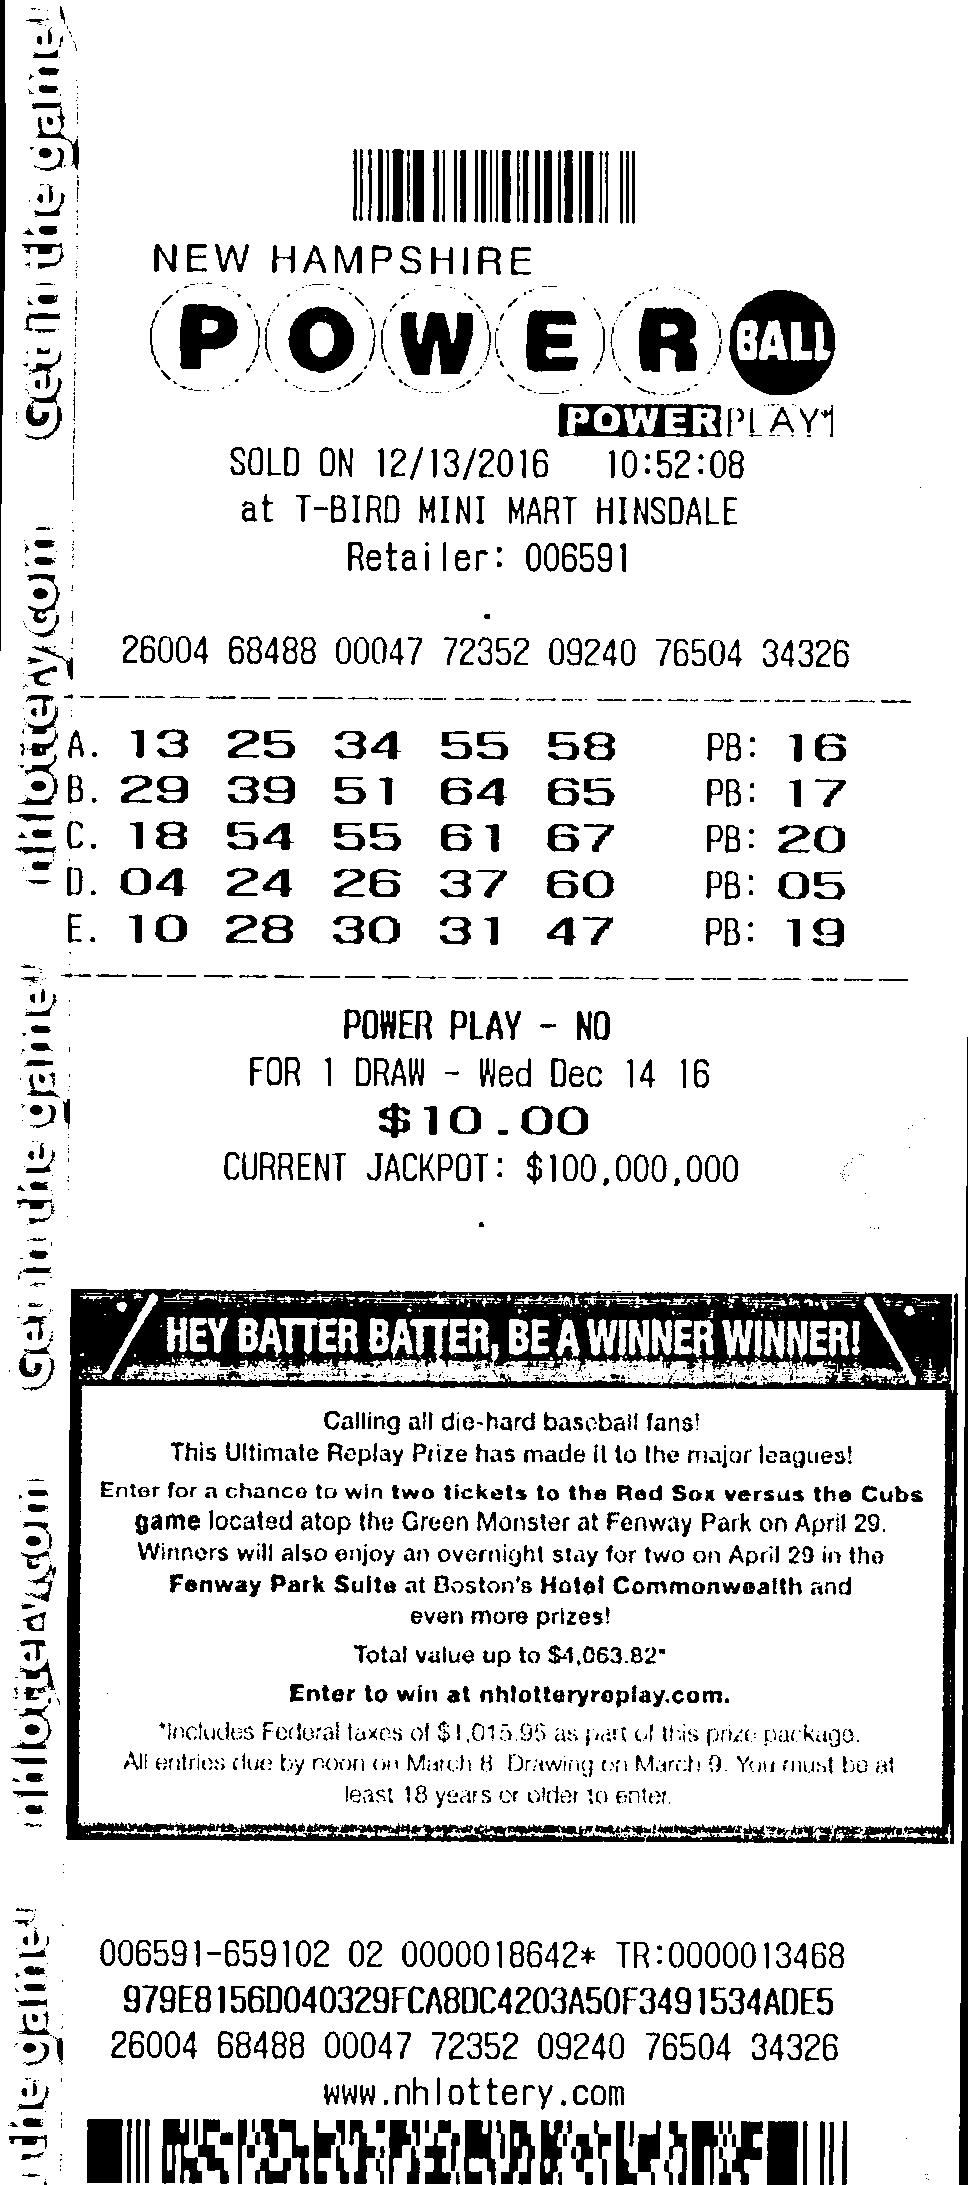 NEW HAMPSHIRE
POWER BALL
POWERPLAY
SOLD ON 12/13/2016 10:52:08
at T-BIRD MINI MART HINSDALE
Retailer: 006591
26004 68488 00047 72352 09240 76504 34326
A. 13 25 34 55 58 PB: 16
B. 29 39 51 64 65 PB: 17
C. 18 54 55 61 67 PB: 20
D. 04 24 26 37 60 PB: 05
E. 10 28 30 31 47 PB: 19
POWER PLAY - NO
FOR 1 DRAW - Wed Dec 14 16
$10.00
CURRENT JACKPOT: $100,000,000
HEY BATTER BATTER, BE A WINNER WINNER!
Calling all die-hard baseball fans!
This Ultimate Replay Prize has made it to the major leagues!
Enter for a chance to win two tickets to the Red Sox versus the Cubs
game located atop the Green Monster at Fenway Park on April 29.
Winners will also enjoy an overnight stay for two on April 29 in the
Fenway Park Suite at Boston's Hotel Commonwealth and
even more prizes!
Total value up to $4,063.82*
Enter to win at nhlotteryreplay.com.
*Includes Federal taxes of $1,015.95 as part of this prize package.
All entries due by noon on March 8. Drawing on March 9. You must be at
least 18 years or older to enter.
006591-659102 02 0000018642* TR:0000013468
979E8156D040329FCA8DC4203A50F3491534ADE5
26004 68488 00047 72352 09240 76504 34326
www.nhlottery.com
Get in the game
nhlottery.com
Get in the game
nhlottery.com
the game